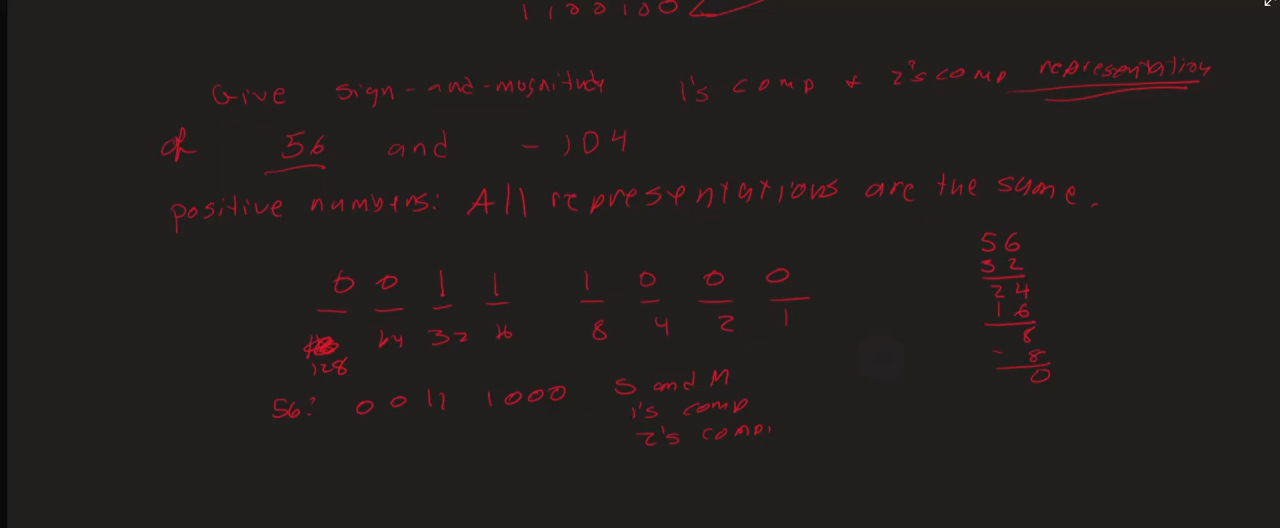 11001002
Give sign-and-magnitude 1's comp & 2's comp representation
of 56 and -104
positive numbers: All representations are the same.
0 0 1 1 1 0 0 0
128 64 32 16 8 4 2 1
56: 0011 1000 S and M
1's comp
2's comp.
56
32
24
16
8
- 8
0